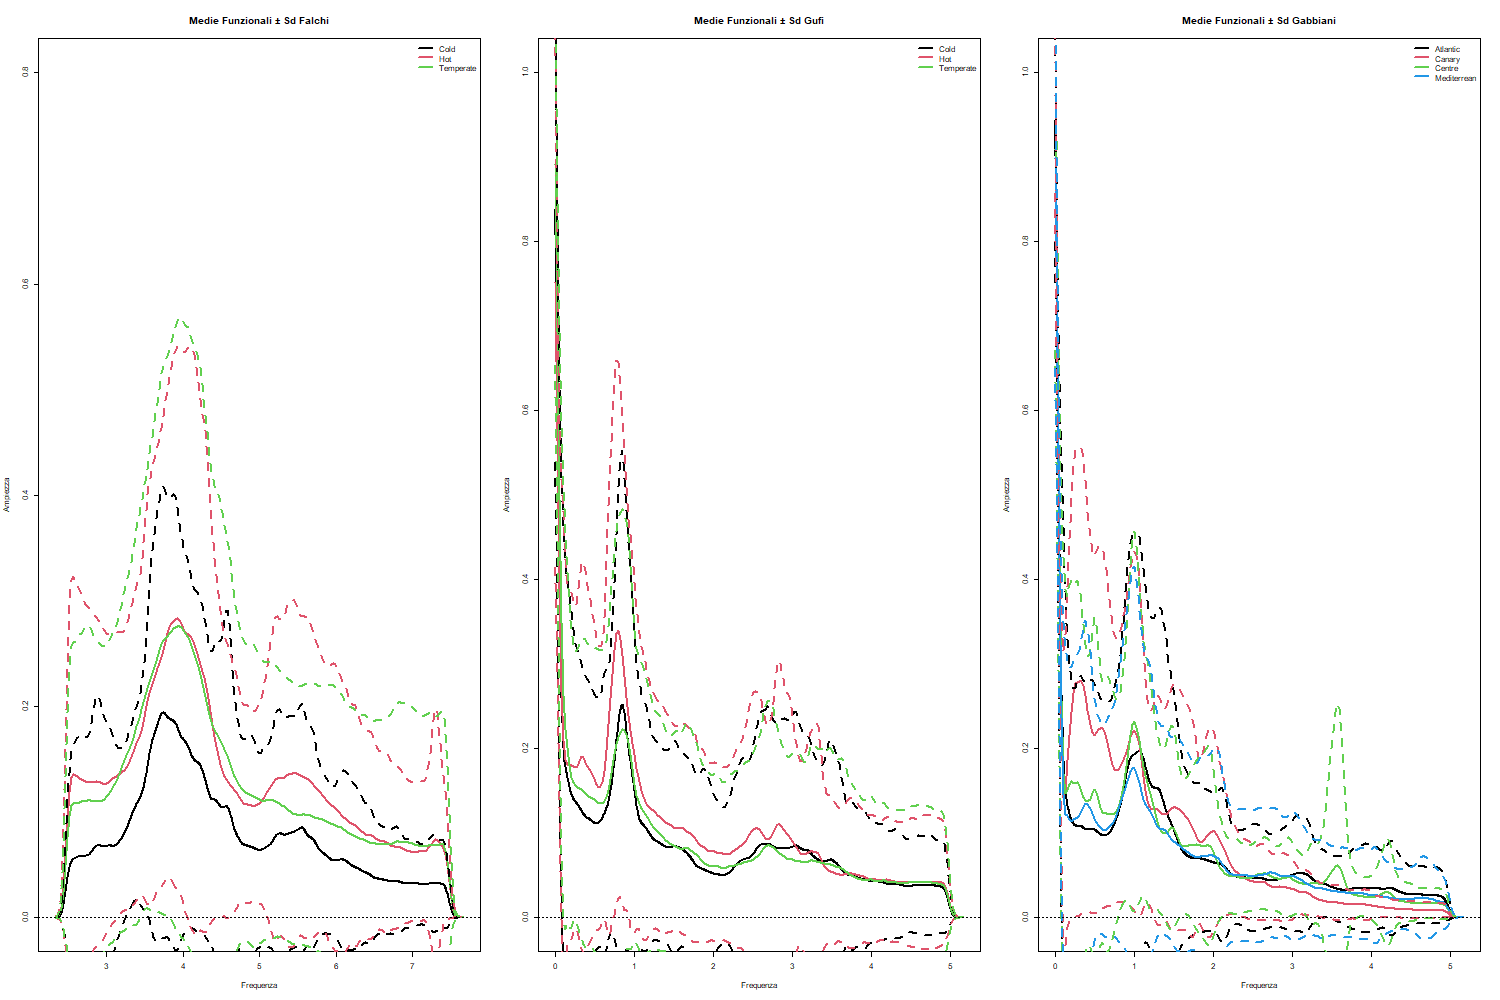 Medie Funzionali ± Sd Falchi
Cold
Hot
Temperate
0.8
0.6
0.4
0.2
0.0
Ampiezza
3 4 5 6 7
Frequenza
Medie Funzionali ± Sd Gufi
Cold
Hot
Temperate
1.0
0.8
0.6
0.4
0.2
0.0
Ampiezza
0 1 2 3 4 5
Frequenza
Medie Funzionali ± Sd Gabbiani
Atlantic
Canary
Centre
Mediterrean
1.0
0.8
0.6
0.4
0.2
0.0
Ampiezza
0 1 2 3 4 5
Frequenza